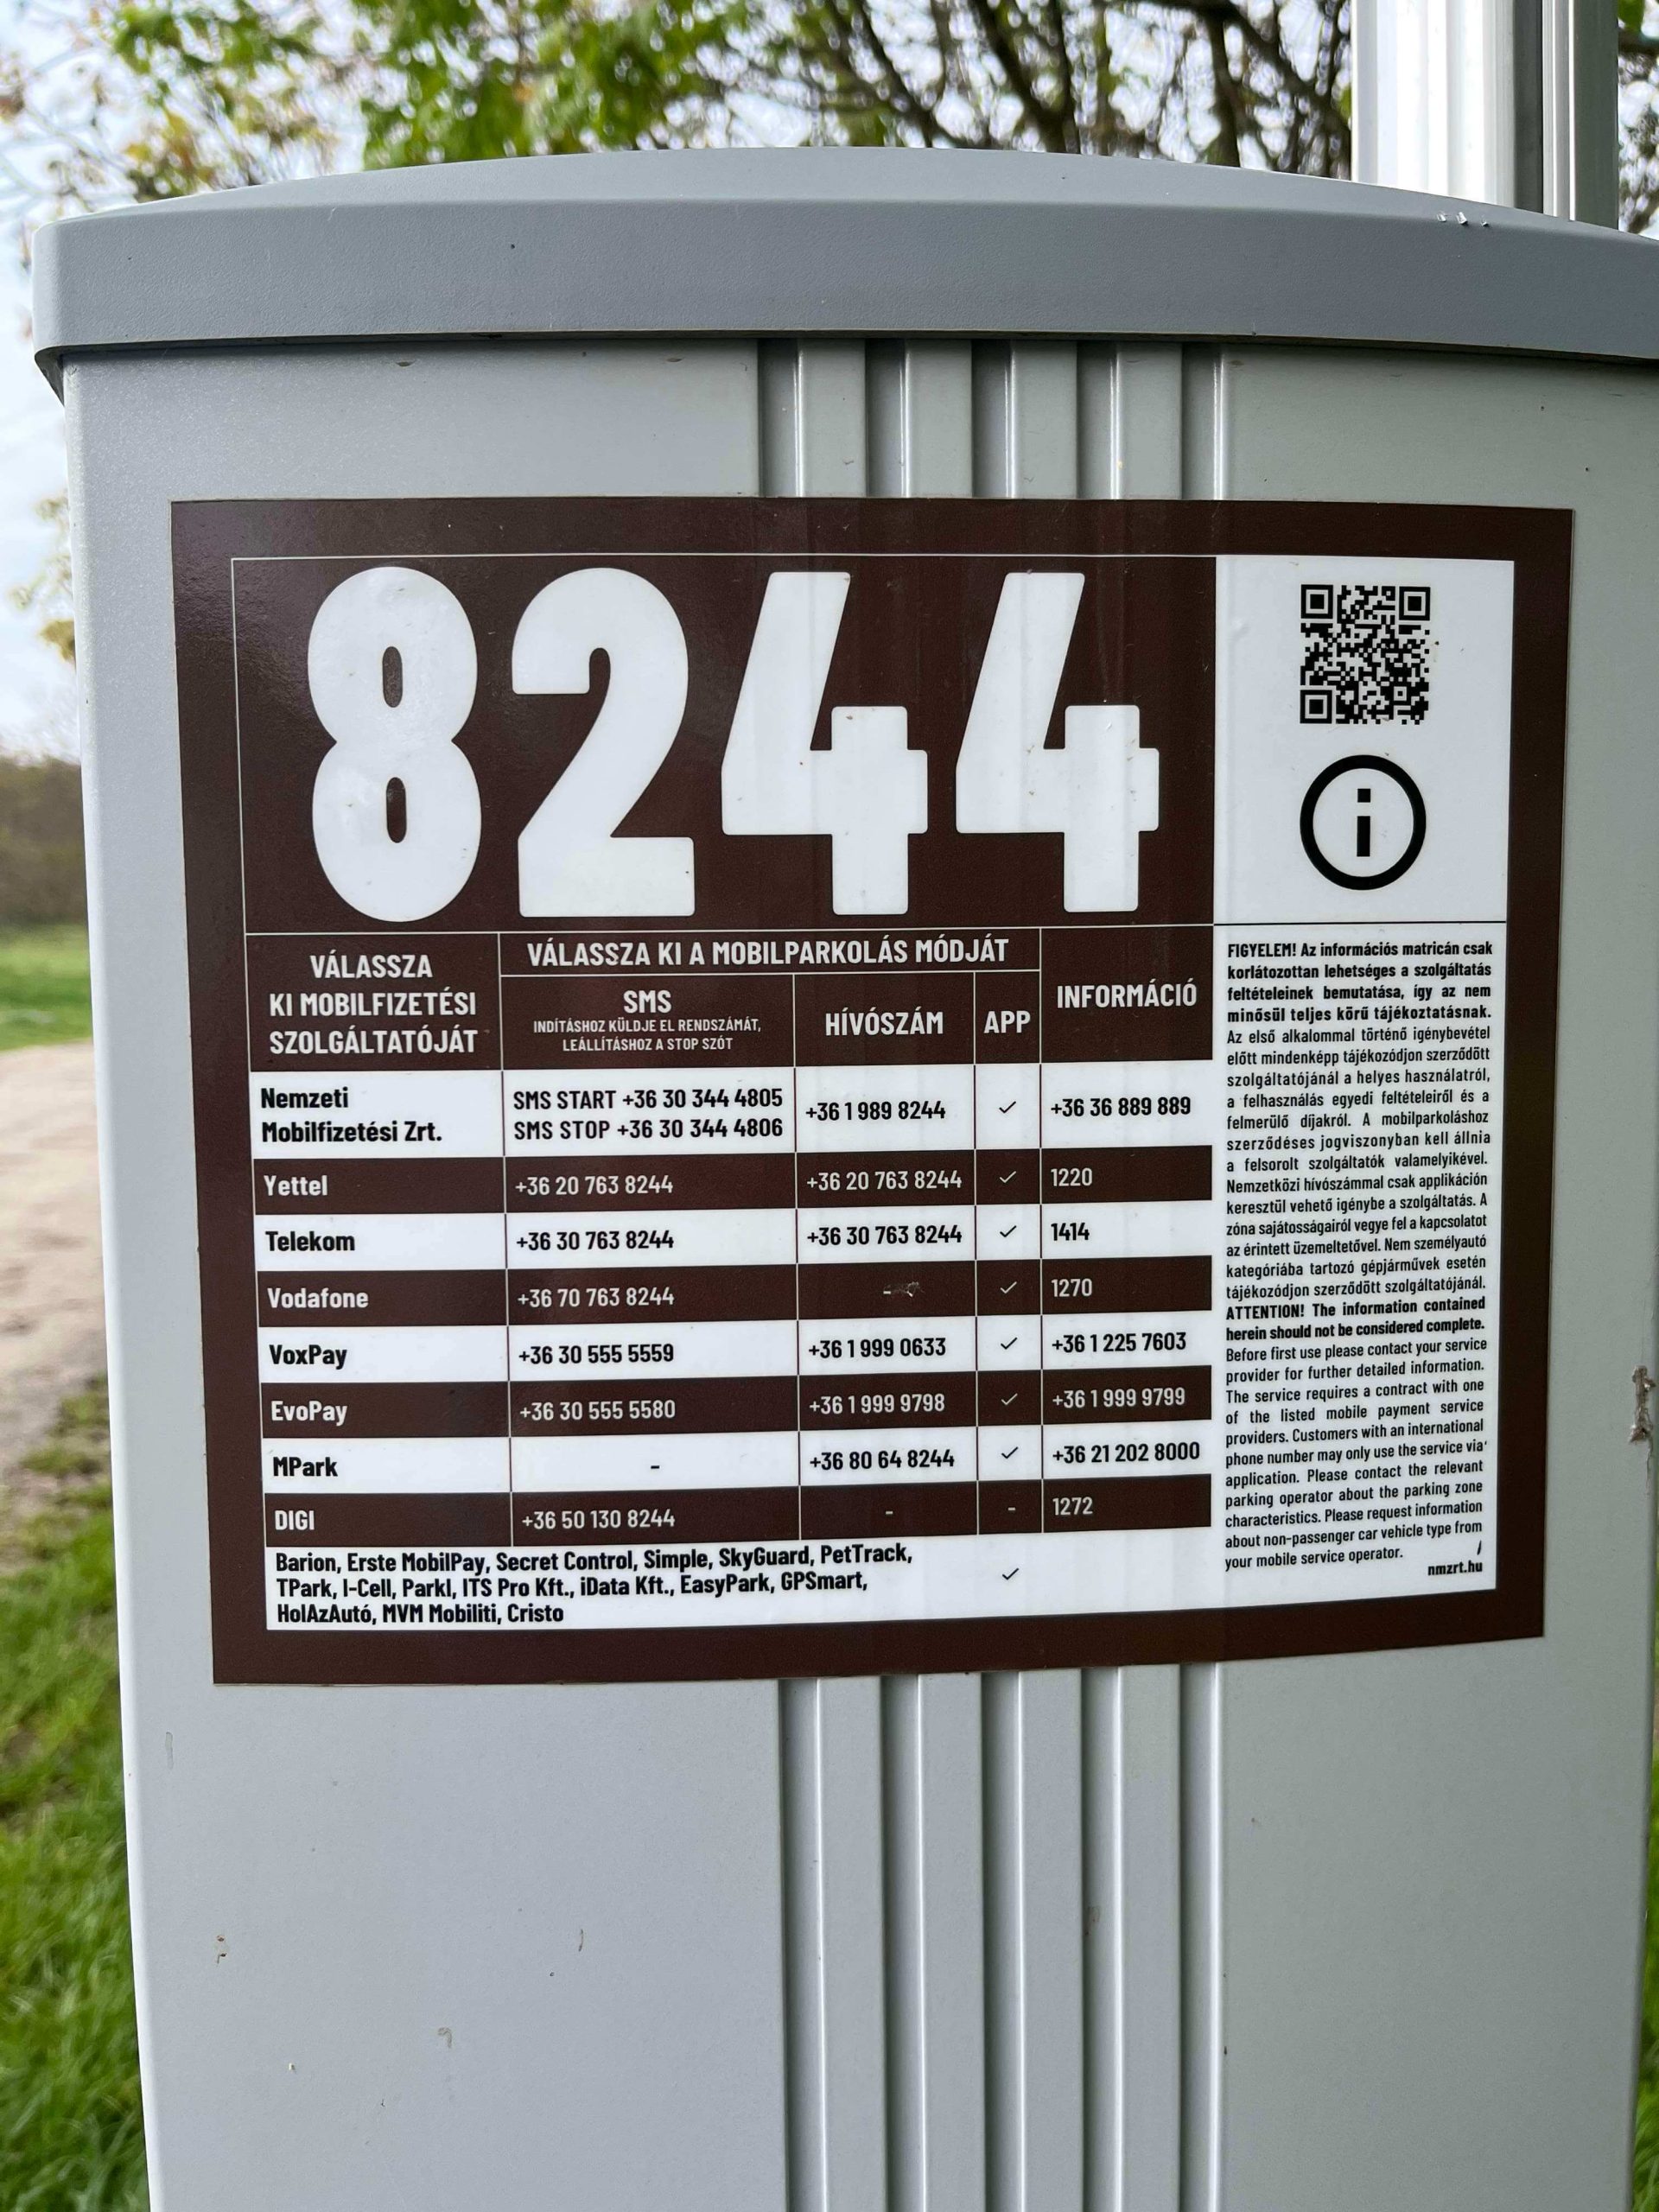 8244
VÁLASSZA
KI MOBILFIZETÉSI
SZOLGÁLTATÓJÁT
VÁLASSZA KI A MOBILPARKOLÁS MÓDJÁT
SMS
INDÍTÁSHOZ KÜLDJE EL RENDSZÁMÁT,
LEÁLLÍTÁSHOZ A STOP SZÓT
HÍVÓSZÁM
APP
INFORMÁCIÓ
Nemzeti
Mobilfizetési Zrt.
SMS START +36 30 344 4805
SMS STOP +36 30 344 4806
+36 1 989 8244 ✓ +36 36 889 889
Yettel +36 20 763 8244 +36 20 763 8244 ✓ 1220
Telekom +36 30 763 8244 +36 30 763 8244 ✓ 1414
Vodafone +36 70 763 8244 - ✓ 1270
VoxPay +36 30 555 5559 +36 1 999 0633 ✓ +36 1 225 7603
EvoPay +36 30 555 5580 +36 1 999 9798 ✓ +36 1 999 9799
MPark - +36 80 64 8244 ✓ +36 21 202 8000
DIGI +36 50 130 8244 - - 1272
Barion, Erste MobilPay, Secret Control, Simple, SkyGuard, PetTrack,
TPark, I-Cell, Parkl, ITS Pro Kft., iData Kft., EasyPark, GPSmart, ✓
HolAzAutó, MVM Mobiliti, Cristo
i
FIGYELEM! Az információs matricán csak
korlátozottan lehetséges a szolgáltatás
feltételeinek bemutatása, így az nem
minősül teljes körű tájékoztatásnak.
Az első alkalommal történő igénybevétel
előtt mindenképp tájékozódjon szerződött
szolgáltatójánál a helyes használatról,
a felhasználás egyedi feltételeiről és a
felmerülő díjakról. A mobilparkoláshoz
szerződéses jogviszonyban kell állnia
a felsorolt szolgáltatók valamelyikével.
Nemzetközi hívószámmal csak applikáción
keresztül vehető igénybe a szolgáltatás. A
zóna sajátosságairól vegye fel a kapcsolatot
az érintett üzemeltetővel. Nem személyautó
kategóriába tartozó gépjárművek esetén
tájékozódjon szerződött szolgáltatójánál.
ATTENTION! The information contained
herein should not be considered complete.
Before first use please contact your service
provider for further detailed information.
The service requires a contract with one
of the listed mobile payment service
providers. Customers with an international
phone number may only use the service via
application. Please contact the relevant
parking operator about the parking zone
characteristics. Please request information
about non-passenger car vehicle type from
your mobile service operator.
nmzrt.hu